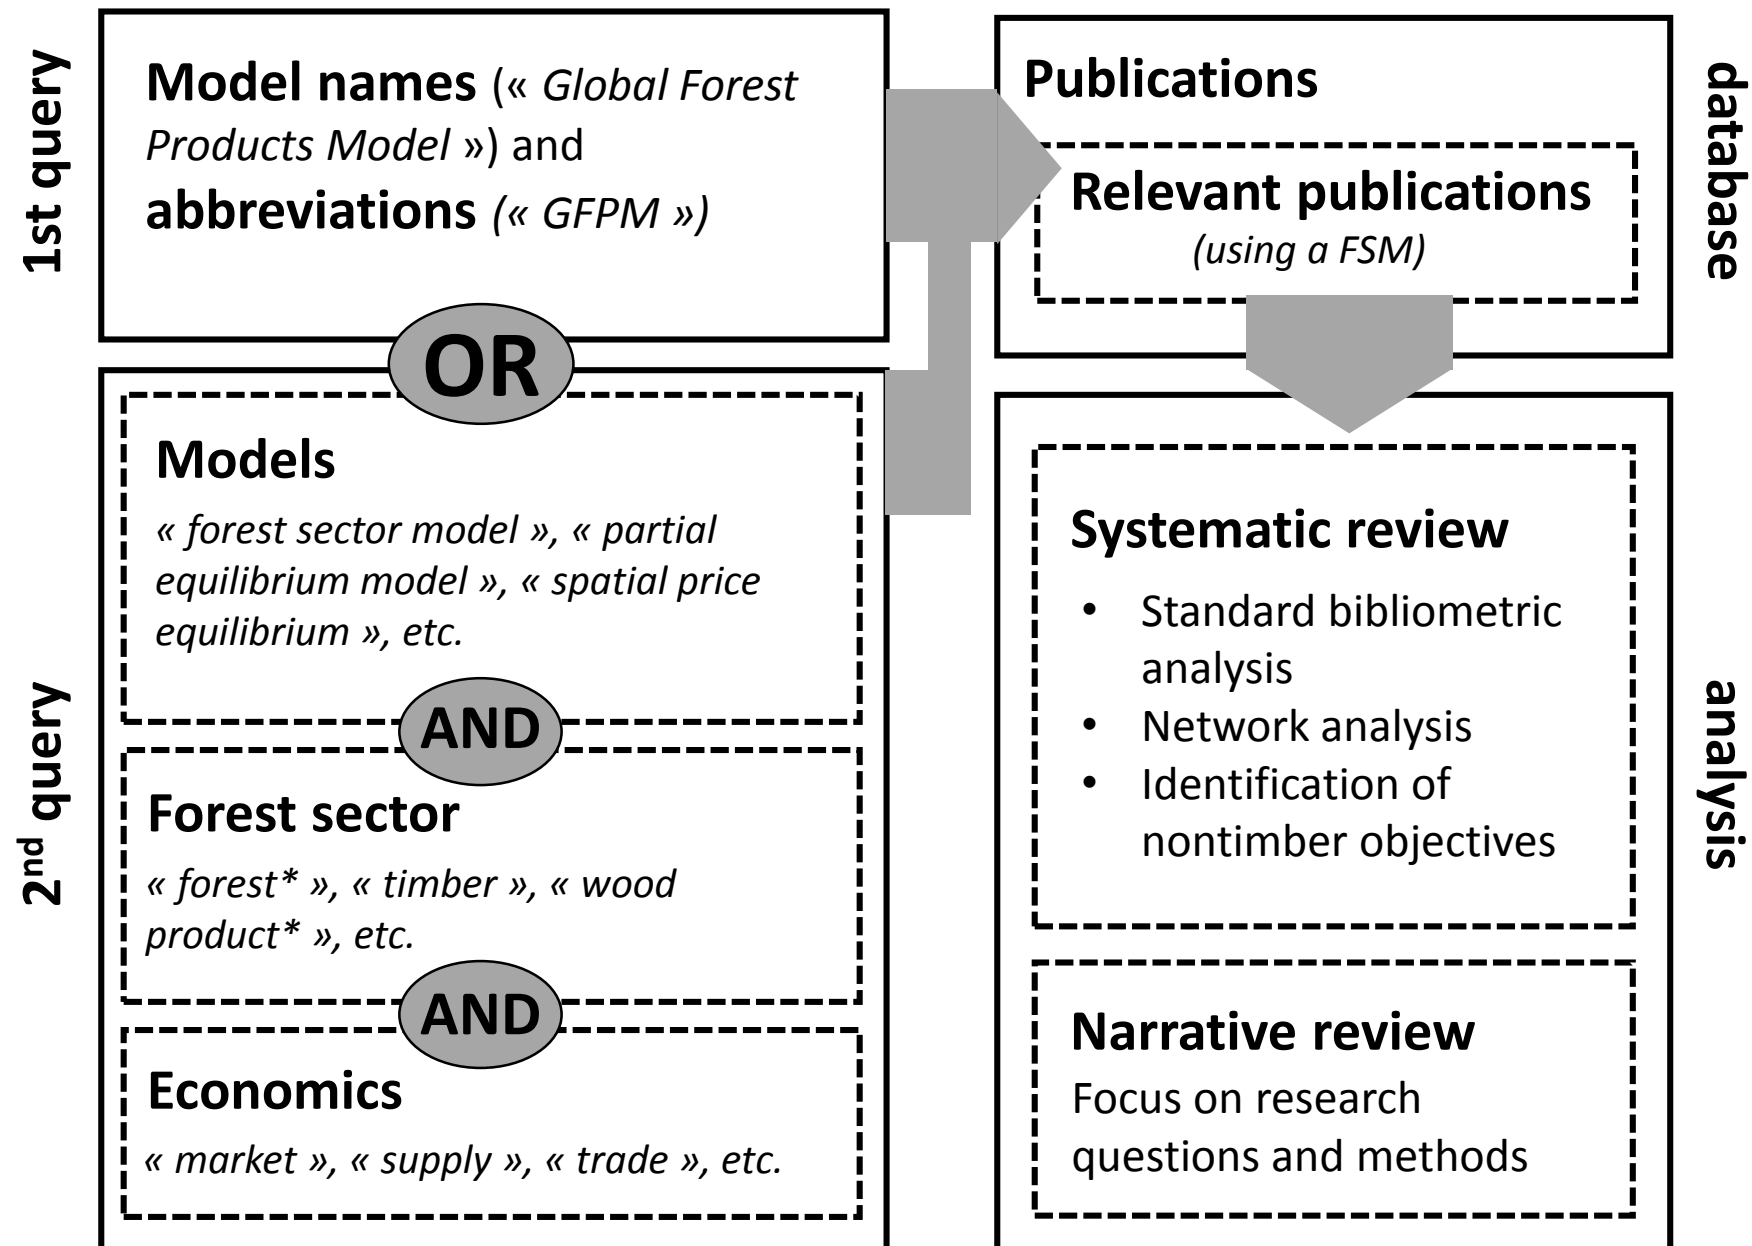 1st query
Model names (« Global Forest
Products Model ») and
abbreviations (« GFPM »)
OR
2nd query
Models
« forest sector model », « partial
equilibrium model », « spatial price
equilibrium », etc.
AND
Forest sector
« forest* », « timber », « wood
product* », etc.
AND
Economics
« market », « supply », « trade », etc.
database
Publications
Relevant publications
(using a FSM)
analysis
Systematic review
• Standard bibliometric
analysis
• Network analysis
• Identification of
nontimber objectives
Narrative review
Focus on research
questions and methods